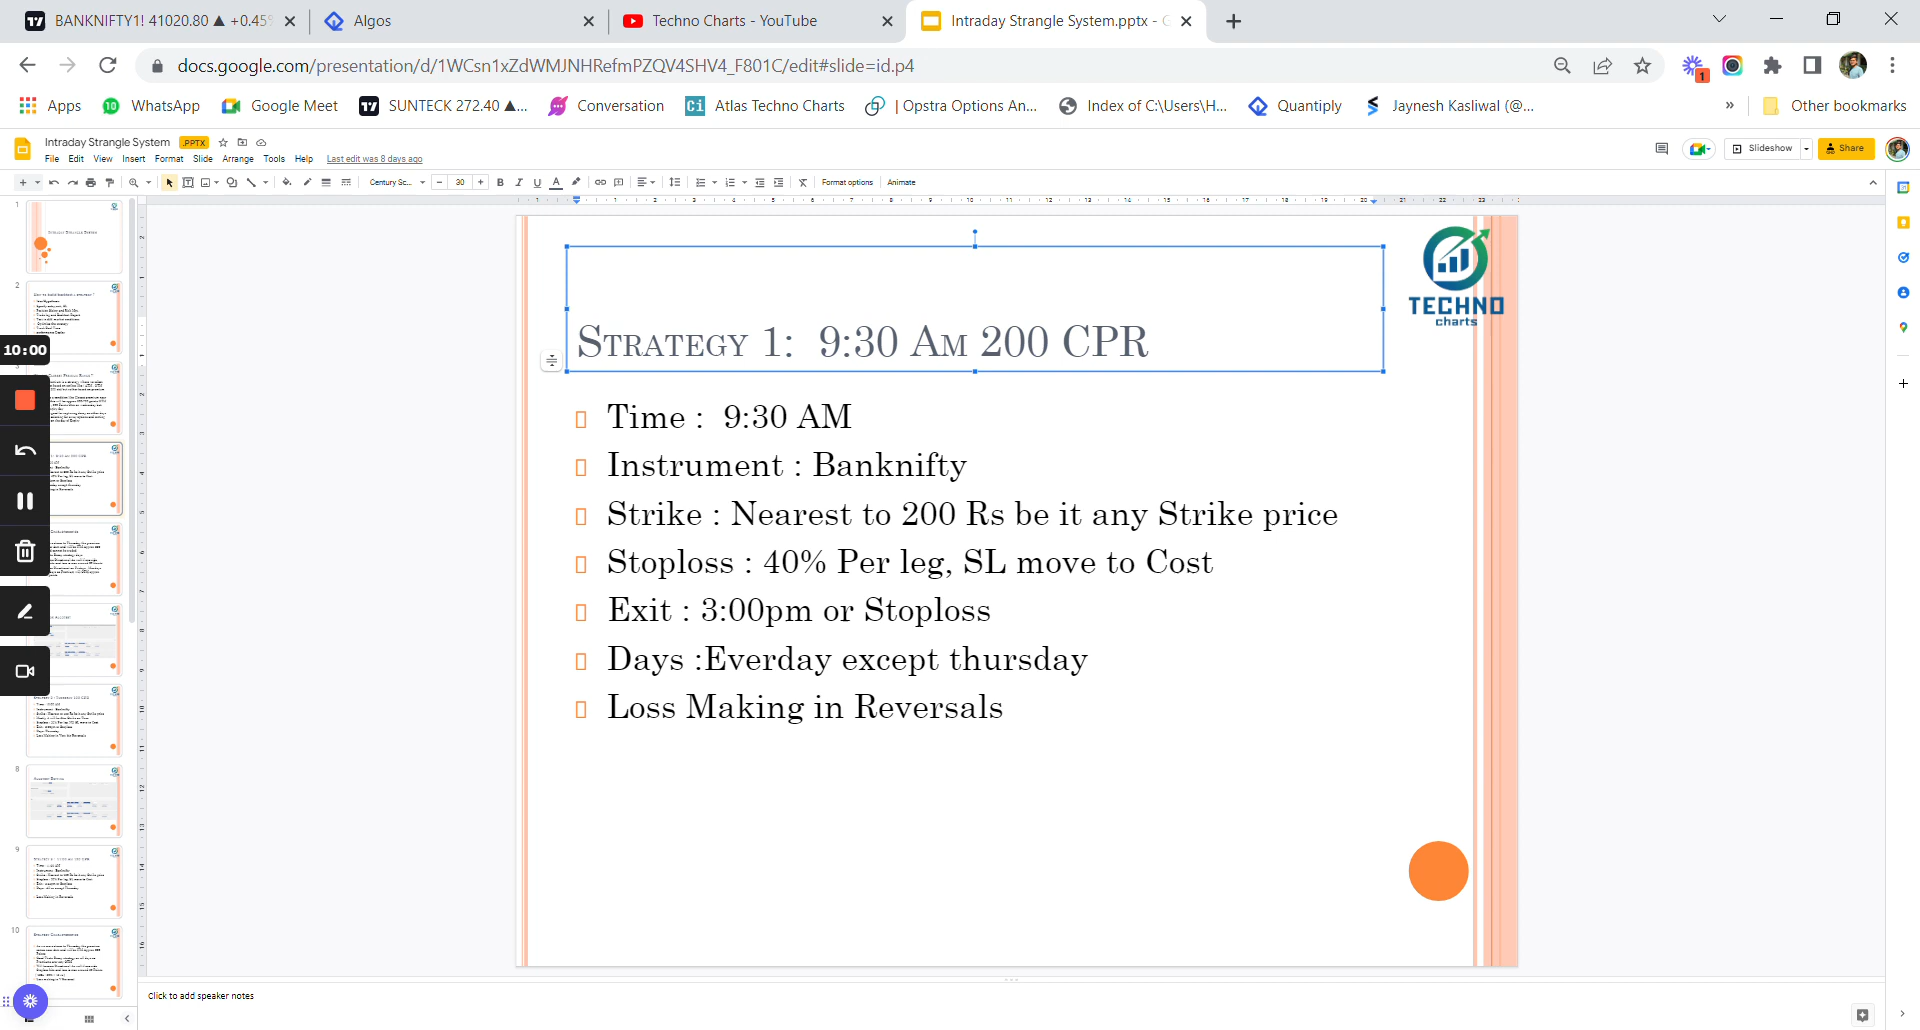 BANKNIFTY1! 41020.80 ▲ +0.45%
Algos
Techno Charts - YouTube
Intraday Strangle System.pptx - G
docs.google.com/presentation/d/1WCsn1xZdWMJNHRefmPZQV4SHV4_F801C/edit#slide=id.p4
1
Apps
WhatsApp
Google Meet
SUNTECK 272.40 ▲...
Conversation
Atlas Techno Charts
| Opstra Options An...
Index of C:\Users\H...
Quantiply
Jaynesh Kasliwal (@...
»
Other bookmarks
Intraday Strangle System
.PPTX
File Edit View Insert Format Slide Arrange Tools Help
Last edit was 8 days ago
Slideshow
Share
Century Sc...
30
Format options
Animate
10:00
TECHNO
charts
Strategy 1: 9:30 Am 200 CPR
Time : 9:30 AM
Instrument : Banknifty
Strike : Nearest to 200 Rs be it any Strike price
Stoploss : 40% Per leg, SL move to Cost
Exit : 3:00pm or Stoploss
Days :Everday except thursday
Loss Making in Reversals
Click to add speaker notes